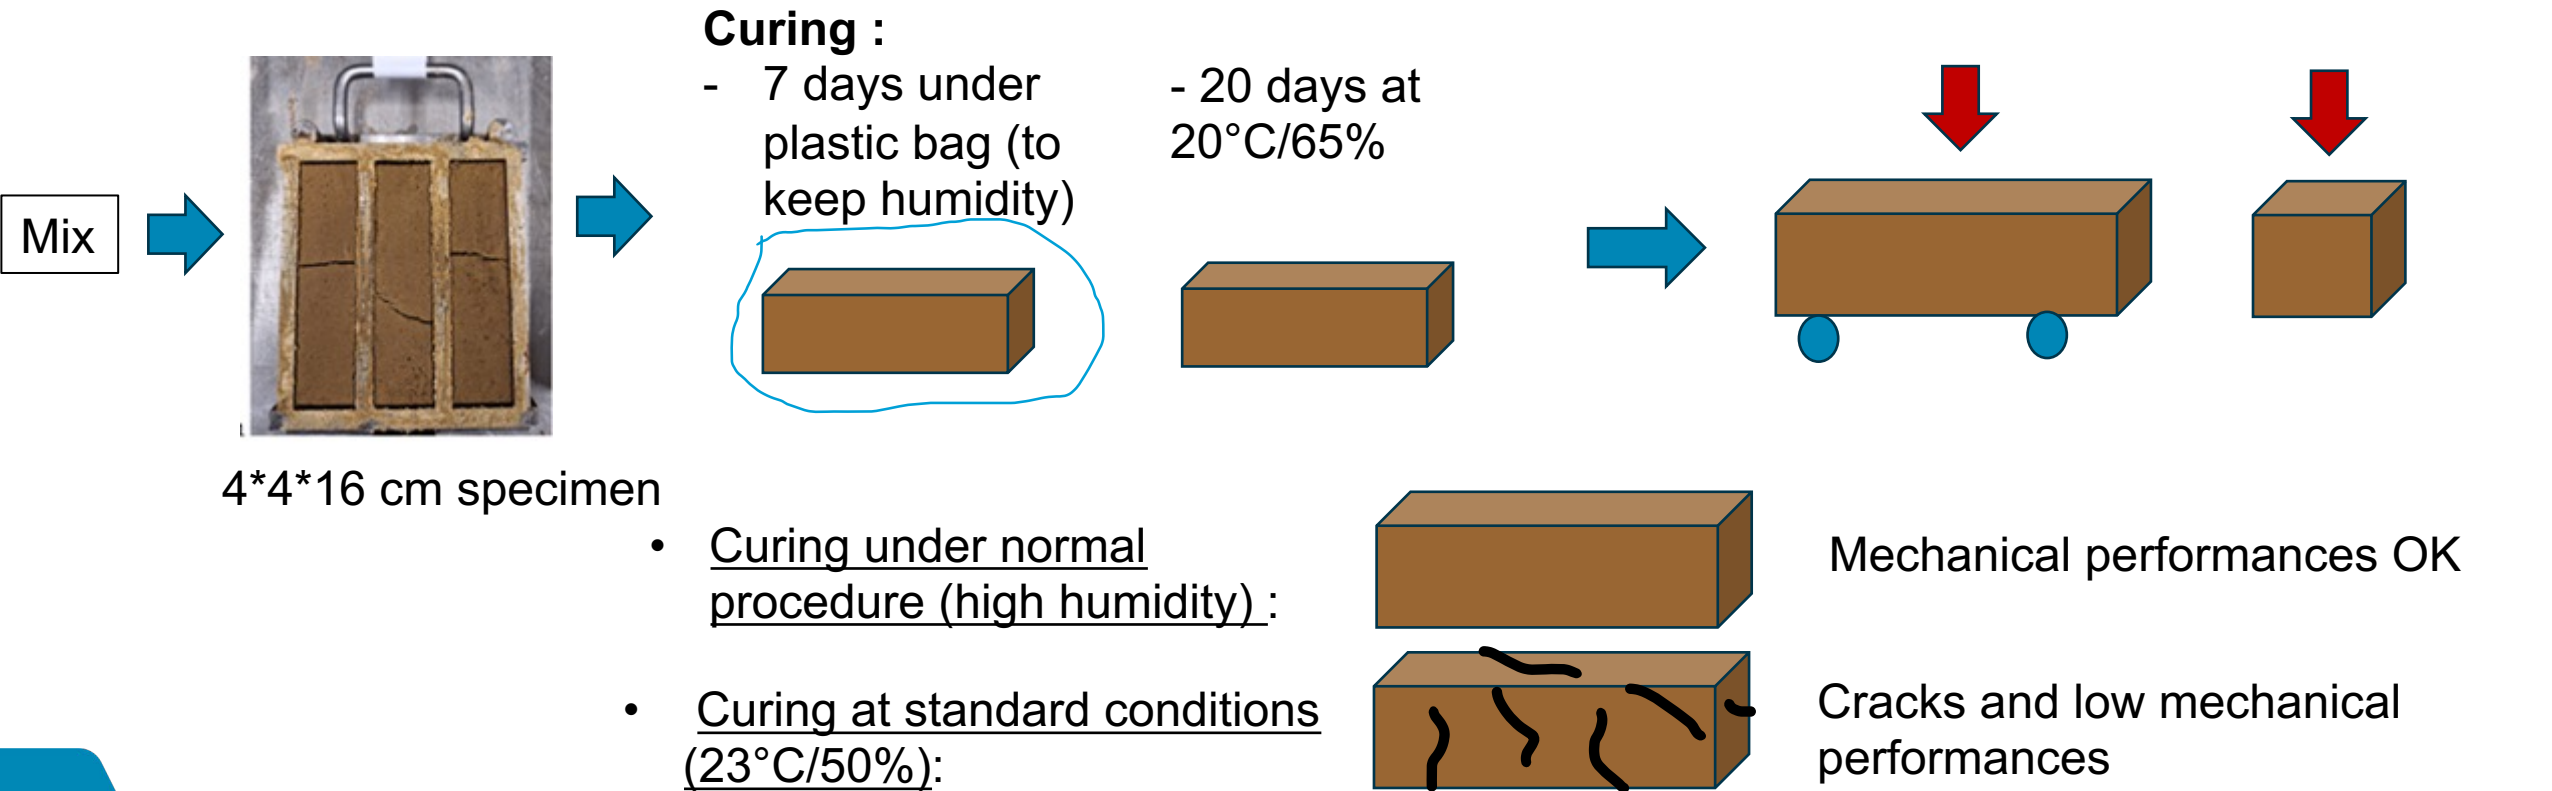 Curing :
- 7 days under
plastic bag (to
keep humidity)
- 20 days at
20°C/65%
Mix
4*4*16 cm specimen
• Curing under normal
procedure (high humidity) :
Mechanical performances OK
• Curing at standard conditions
(23°C/50%):
Cracks and low mechanical
performances